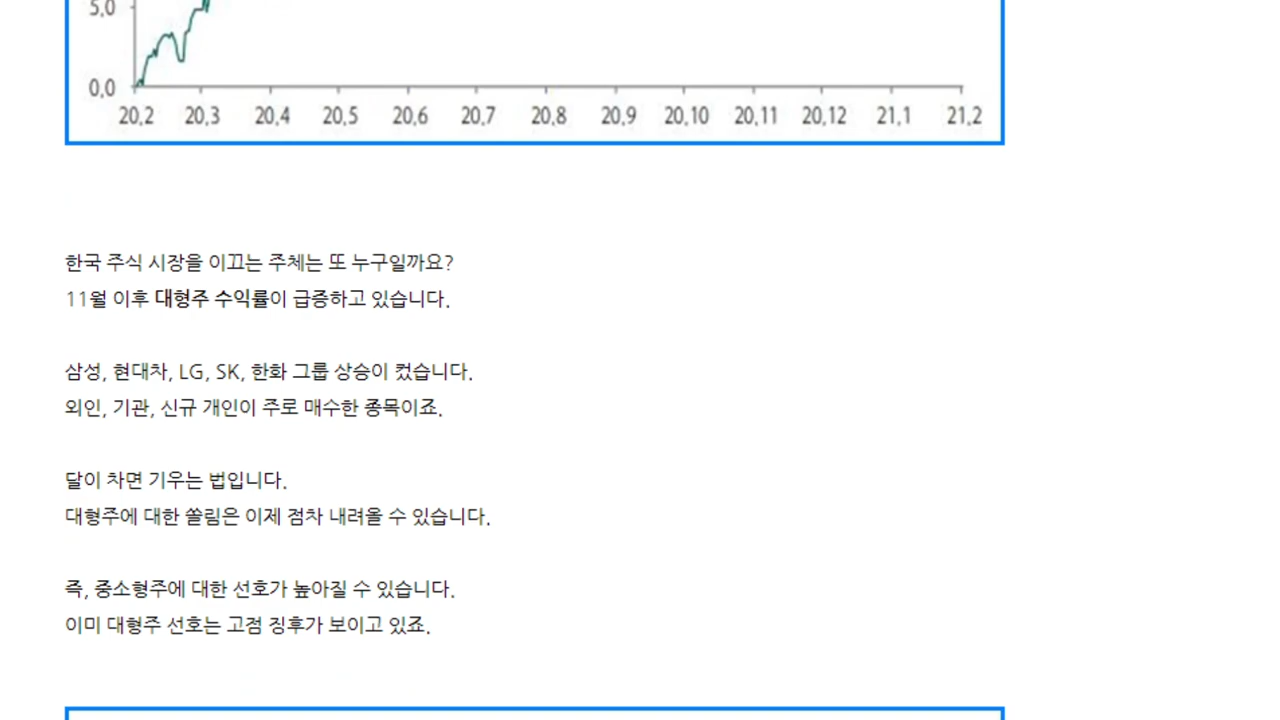 5.0
0.0
20.2 20.3 20.4 20.5 20.6 20.7 20.8 20.9 20.10 20.11 20.12 21.1 21.2
한국 주식 시장을 이끄는 주체는 또 누구일까요?
11월 이후 대형주 수익률이 급증하고 있습니다.
삼성, 현대차, LG, SK, 한화 그룹 상승이 컸습니다.
외인, 기관, 신규 개인이 주로 매수한 종목이죠.
달이 차면 기우는 법입니다.
대형주에 대한 쏠림은 이제 점차 내려올 수 있습니다.
즉, 중소형주에 대한 선호가 높아질 수 있습니다.
이미 대형주 선호는 고점 징후가 보이고 있죠.